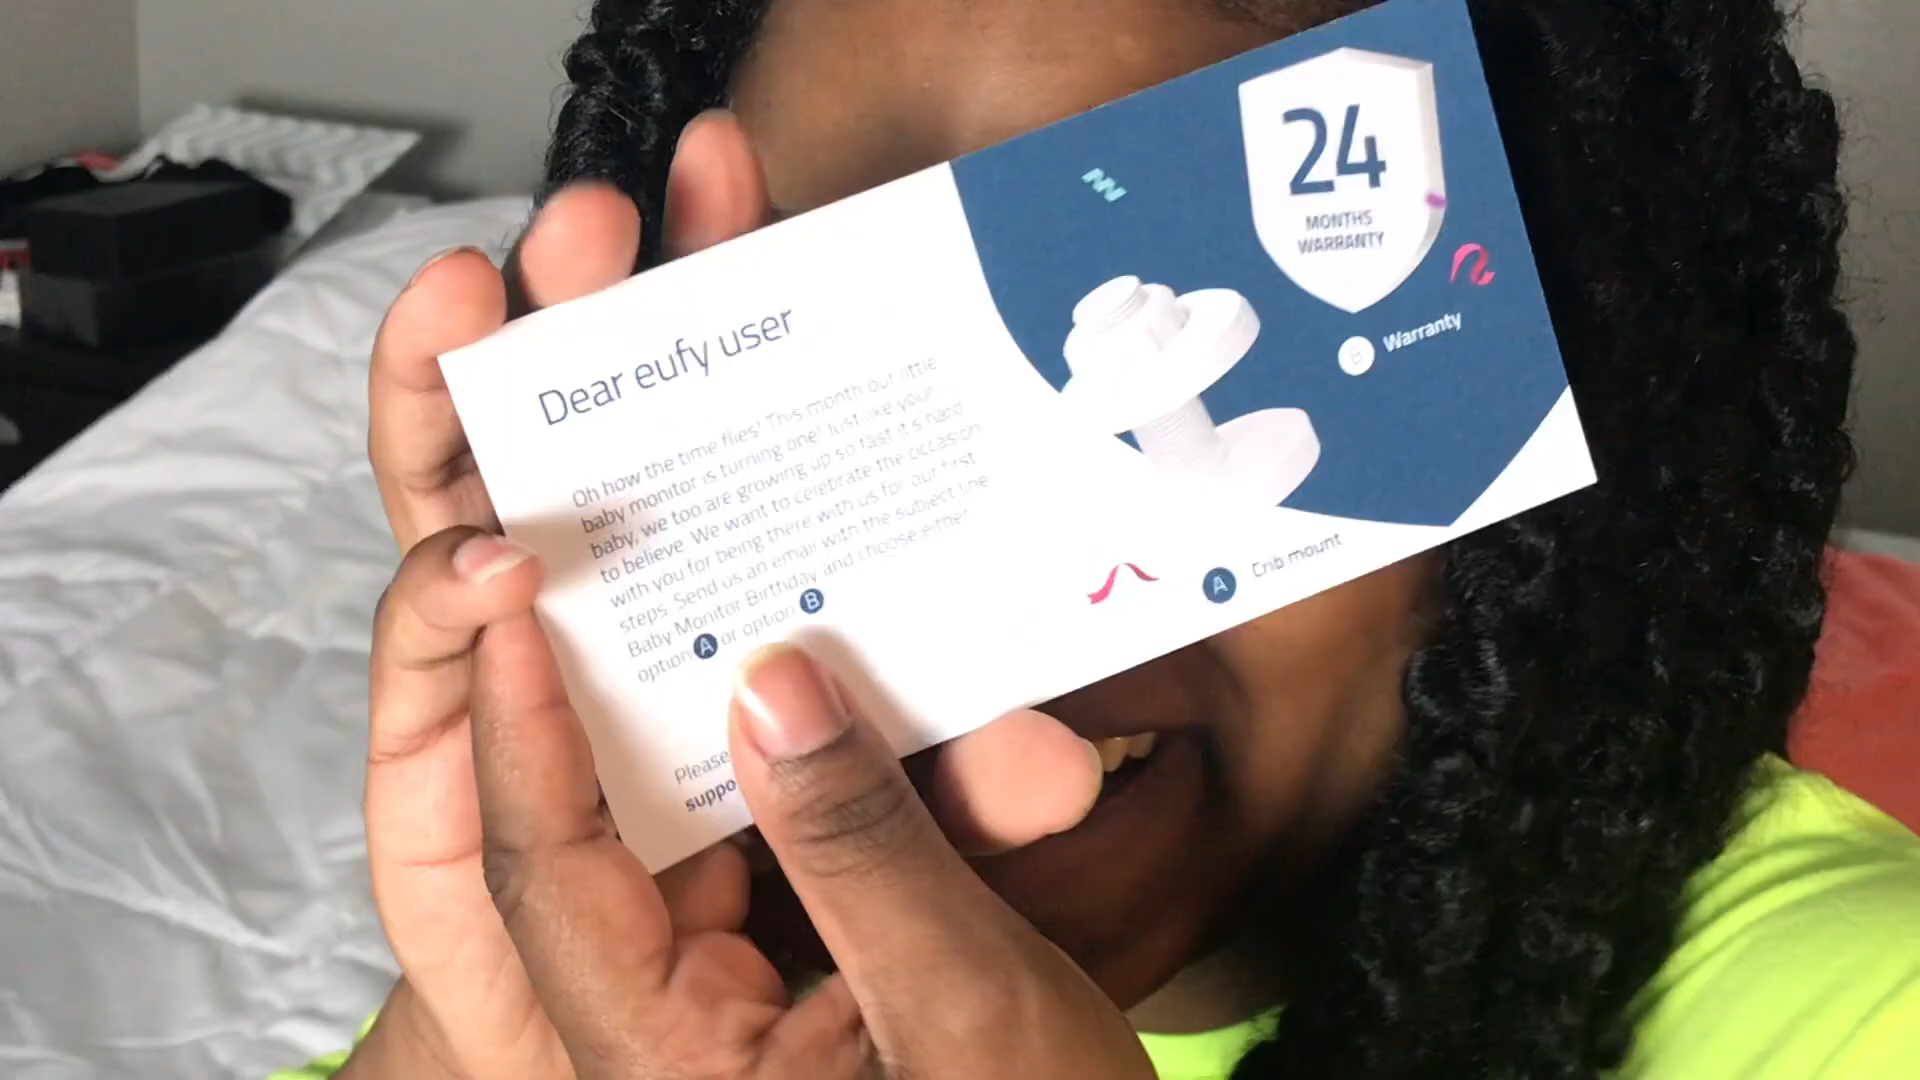 Dear eufy user
Oh how the time flies! This month our little
baby monitor is turning one! Just like your
baby, we too are growing up so fast it's hard
to believe. We want to celebrate the occasion
with you for being there with us for our first
steps. Send us an email with the subject line
Baby Monitor Birthday and choose either
option A or option B
Please
suppo
24
MONTHS
WARRANTY
B Warranty
A Crib mount